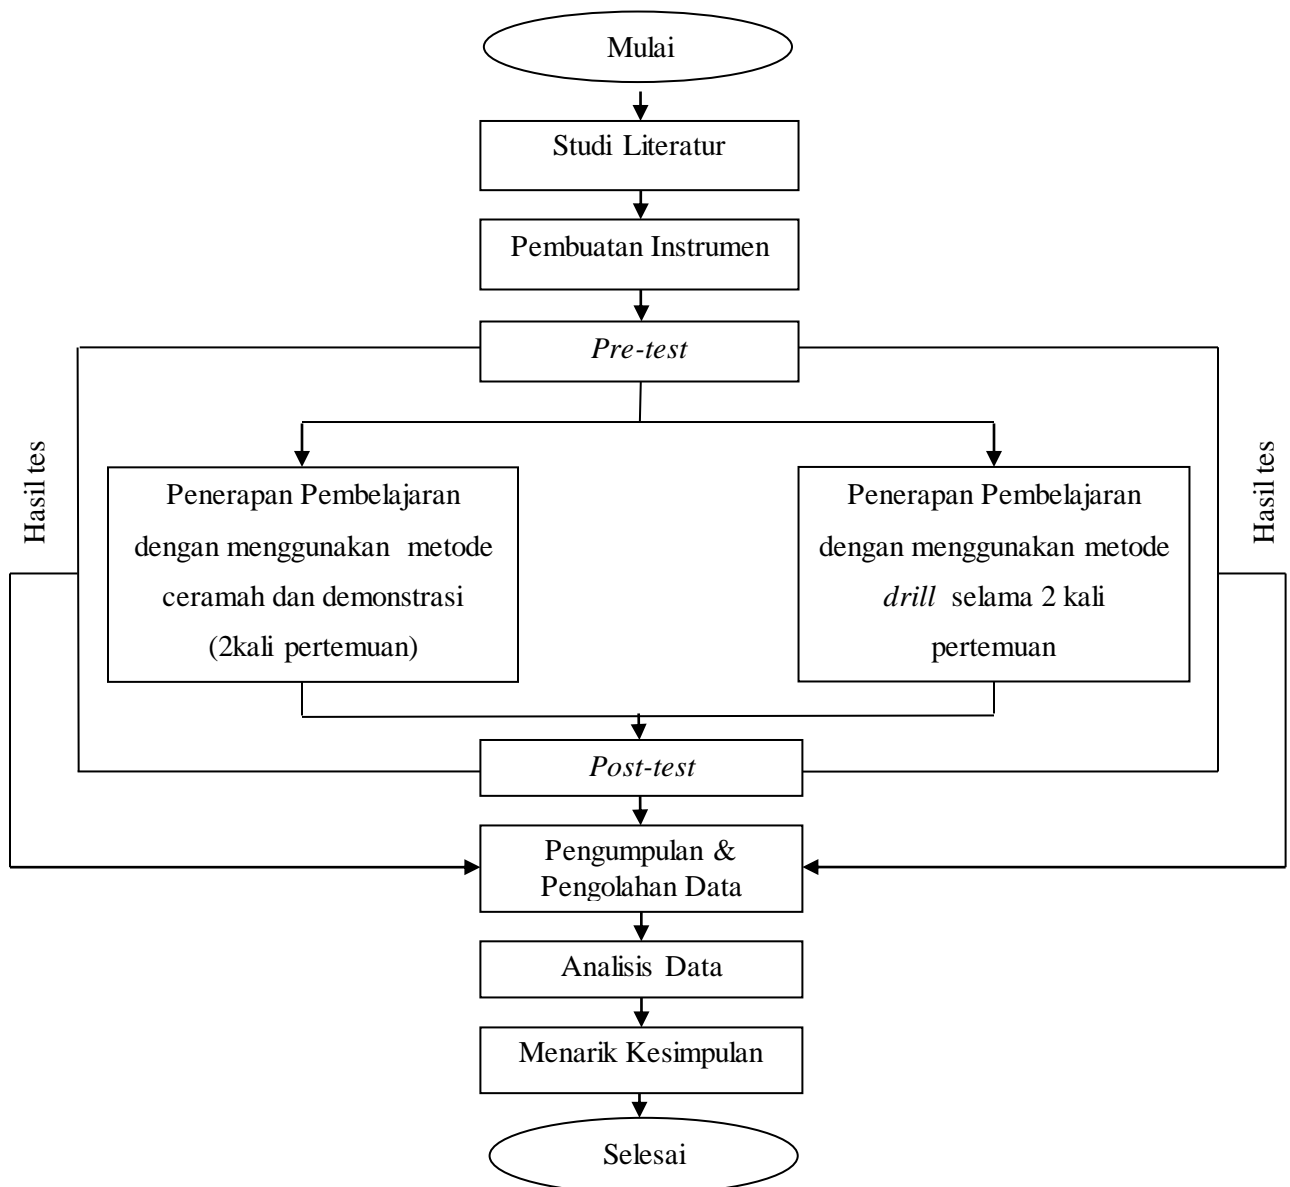 Mulai
Studi Literatur
Pembuatan Instrumen
Pre-test
Hasil tes
Penerapan Pembelajaran
dengan menggunakan metode
ceramah dan demonstrasi
(2kali pertemuan)
Penerapan Pembelajaran
dengan menggunakan metode
drill selama 2 kali
pertemuan
Hasil tes
Post-test
Pengumpulan &
Pengolahan Data
Analisis Data
Menarik Kesimpulan
Selesai